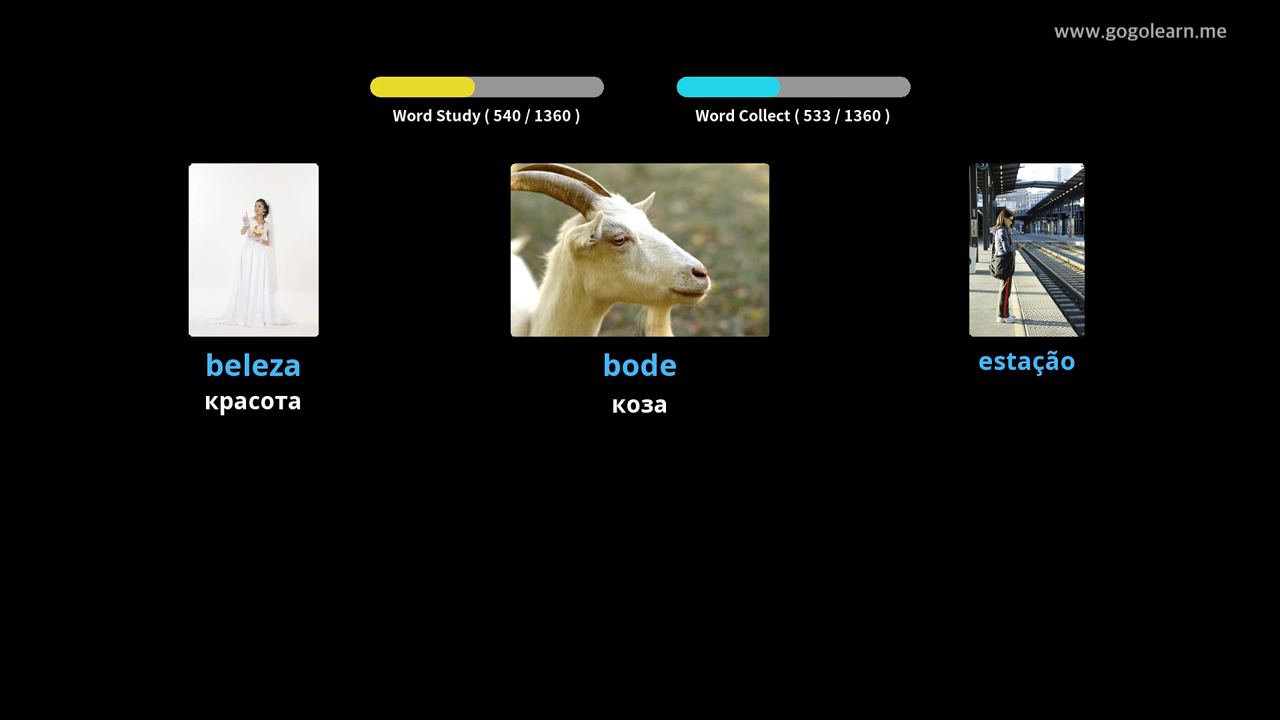 www.gogolearn.me
Word Study ( 540 / 1360 )
Word Collect ( 533 / 1360 )
beleza
красота
bode
коза
estação